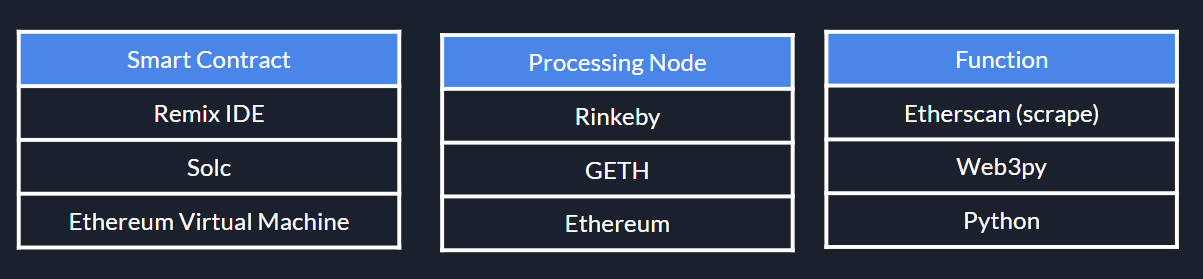 Smart Contract
Remix IDE
Solc
Ethereum Virtual Machine
Processing Node
Rinkeby
GETH
Ethereum
Function
Etherscan (scrape)
Web3py
Python